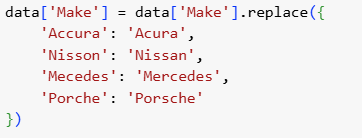 data['Make'] = data['Make'].replace({
    'Accura': 'Acura',
    'Nisson': 'Nissan',
    'Mecedes': 'Mercedes',
    'Porche': 'Porsche'
})